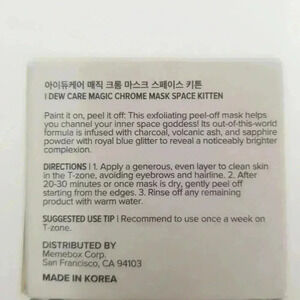 아이듀케어 매직 크롬 마스크 스페이스 키튼
I DEW CARE MAGIC CHROME MASK SPACE KITTEN
Paint it on, peel it off: This exfoliating peel-off mask helps
you channel your inner space goddess! Its out-of-this-world
formula is infused with charcoal, volcanic ash, and sapphire
powder with royal blue glitter to reveal a noticeably brighter
complexion.
DIRECTIONS | 1. Apply a generous, even layer to clean skin
in the T-zone, avoiding eyebrows and hairline. 2. After
20-30 minutes or once mask is dry, gently peel off
starting from the edges. 3. Rinse off any remaining
product with warm water.
SUGGESTED USE TIP | Recommend to use once a week on
T-zone.
DISTRIBUTED BY
Memebox Corp.
San Francisco, CA 94103
MADE IN KOREA